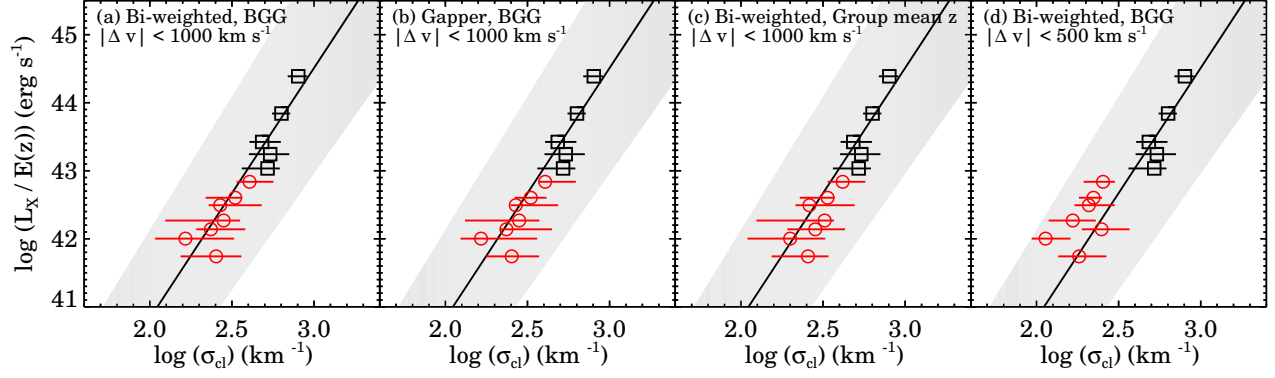 (a) Bi-weighted, BGG
|Δ v| < 1000 km s⁻¹
(b) Gapper, BGG
|Δ v| < 1000 km s⁻¹
(c) Bi-weighted, Group mean z
|Δ v| < 1000 km s⁻¹
(d) Bi-weighted, BGG
|Δ v| < 500 km s⁻¹
log (L_X / E(z)) (erg s⁻¹)
45
44
43
42
41
2.0 2.5 3.0
2.0 2.5 3.0
2.0 2.5 3.0
2.0 2.5 3.0
log (σ_cl) (km ⁻¹)
log (σ_cl) (km ⁻¹)
log (σ_cl) (km ⁻¹)
log (σ_cl) (km ⁻¹)